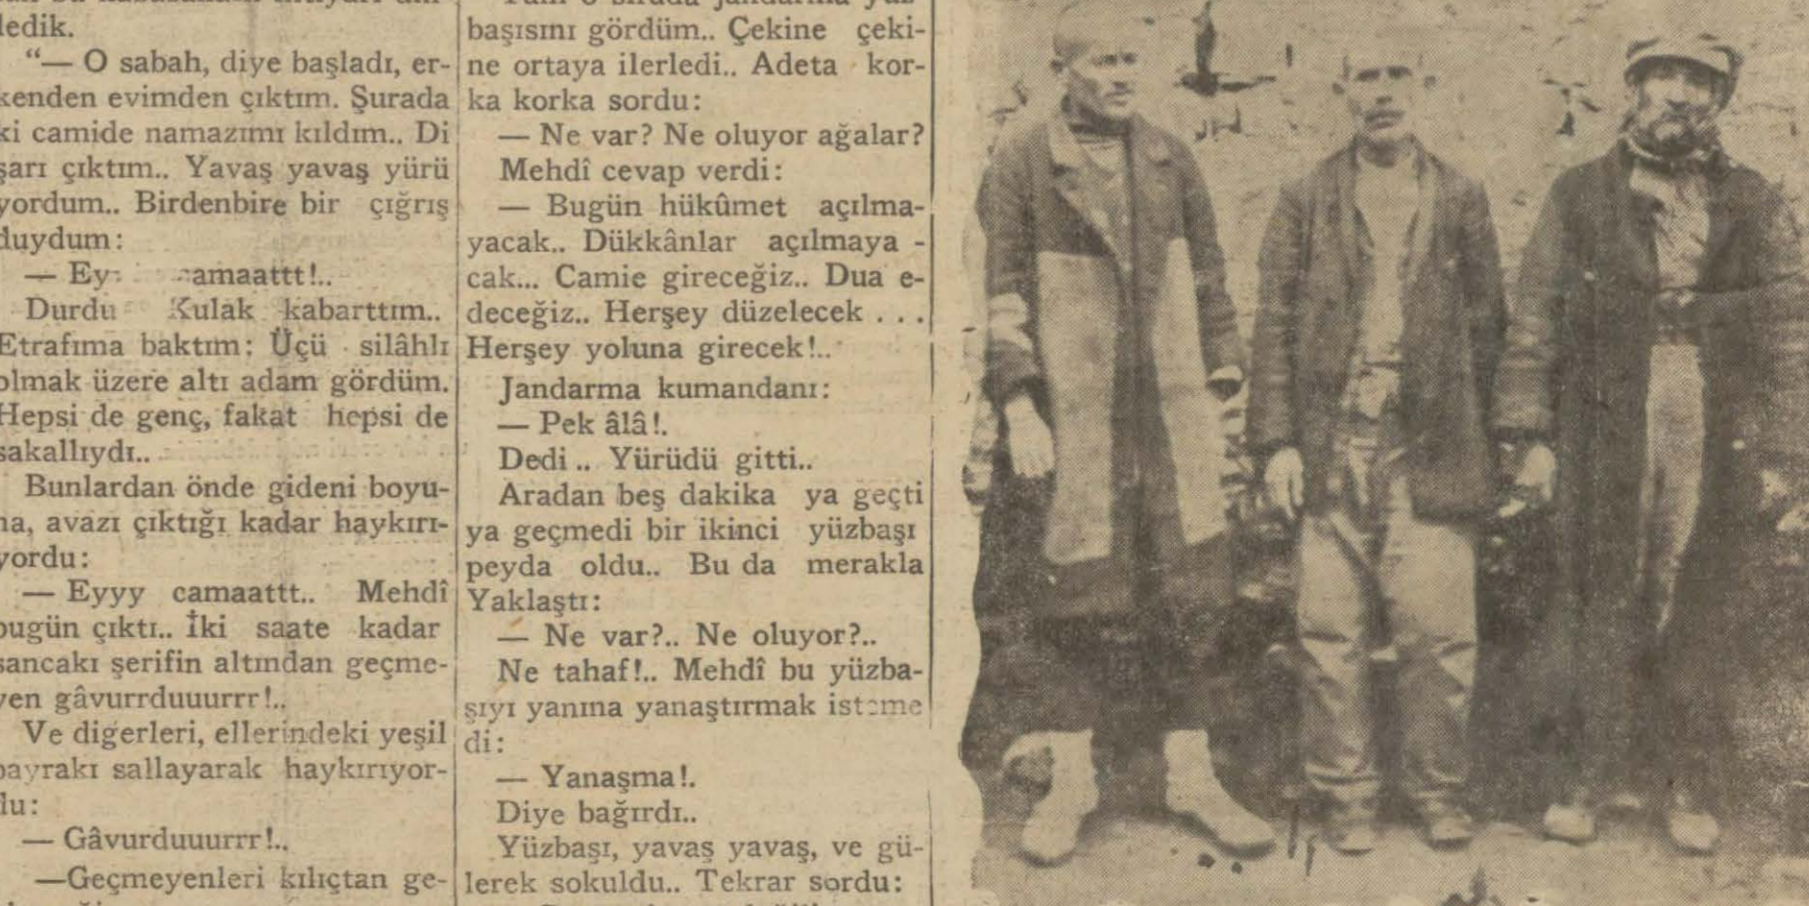 ledik.
“— O sabah, diye başladı, er-
kenden evimden çıktım. Şurada
ki camide namazımı kıldım.. Di
şarı çıktım.. Yavaş yavaş yürü
yordum.. Birdenbire bir çığrış
duydum:
— Ey camaattt!..
Durdu Kulak kabarttım..
Etrafıma baktım: Üçü silâhlı
olmak üzere altı adam gördüm.
Hepsi de genç, fakat hepsi de
sakallıydı..
Bunlardan önde gideni boyu-
na, avazı çıktığı kadar haykırı-
yordu:
— Eyyy camaattt.. Mehdî
bugün çıktı.. İki saate kadar
sancakı şerifin altından geçme-
yen gâvurrduuurrr!..
Ve diğerleri, ellerindeki yeşil
bayrakı sallayarak haykırıyor-
lu:
— Gâvurduuurrr!..
—Geçmeyenleri kılıçtan ge-
başısını gördüm.. Çekine çeki-
ne ortaya ilerledi.. Adeta kor-
ka korka sordu:
— Ne var? Ne oluyor ağalar?
Mehdî cevap verdi:
— Bugün hükûmet açılma-
yacak.. Dükkânlar açılmaya -
cak... Camie gireceğiz.. Dua e-
deceğiz.. Herşey düzelecek . . .
Herşey yoluna girecek!..
Jandarma kumandanı:
— Pek âlâ!.
Dedi.. Yürüdü gitti..
Aradan beş dakika ya geçti
ya geçmedi bir ikinci yüzbaşı
peyda oldu.. Bu da merakla
Yaklaştı:
— Ne var?.. Ne oluyor?..
Ne tahaf!.. Mehdî bu yüzba-
şıyı yanına yanaştırmak isteme
di:
— Yanaşma!.
Diye bağırdı..
Yüzbaşı, yavaş yavaş, ve gü-
lerek sokuldu.. Tekrar sordu: